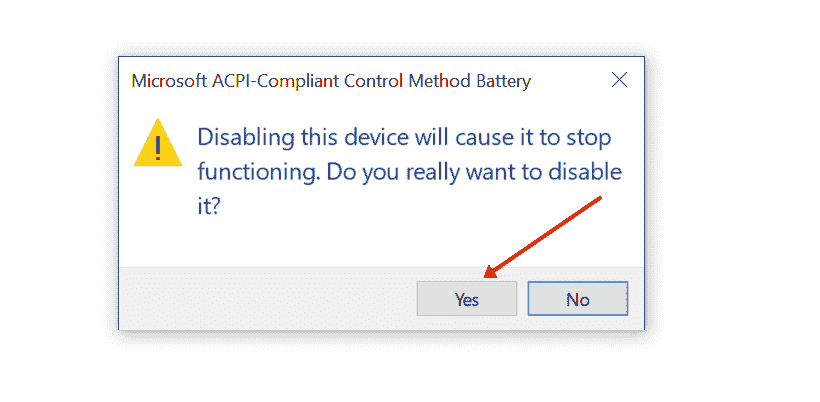 Microsoft ACPI-Compliant Control Method Battery
Disabling this device will cause it to stop
functioning. Do you really want to disable
it?
Yes
No